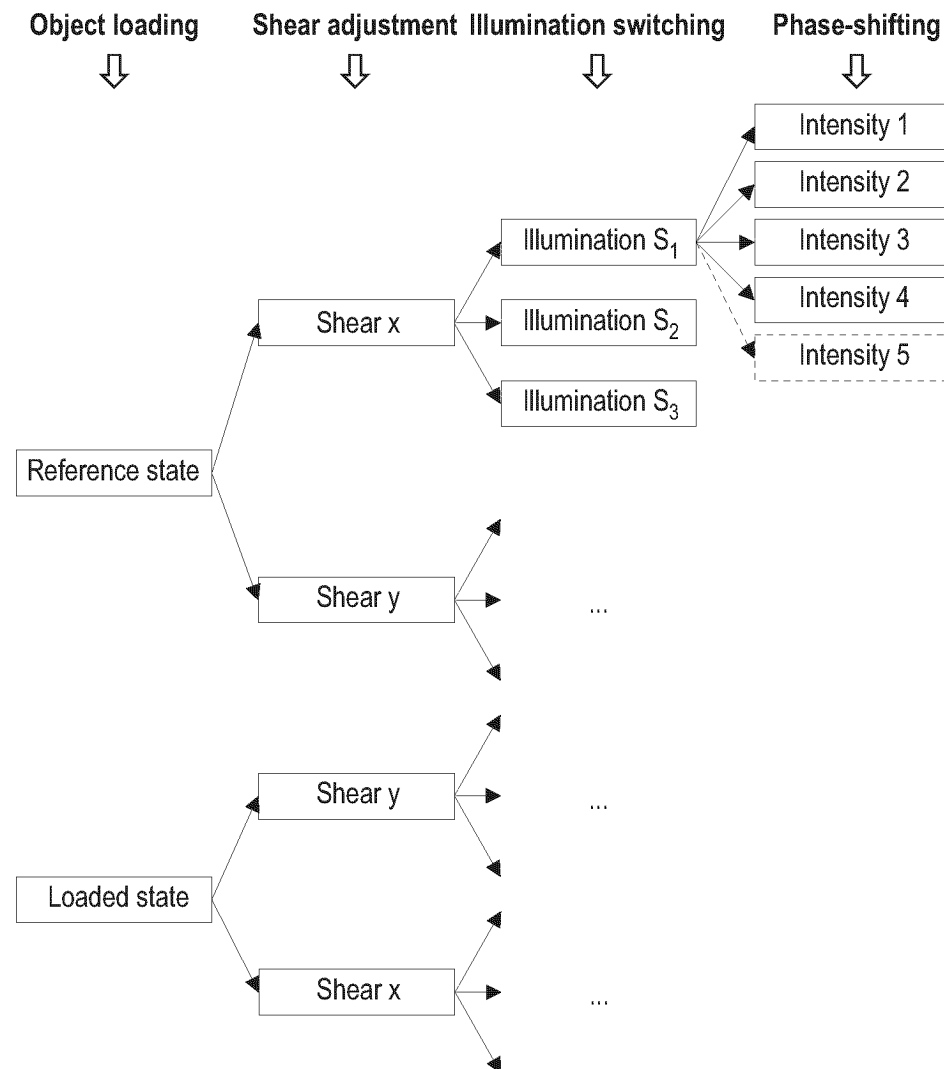 Object loading Shear adjustment Illumination switching Phase-shifting
Intensity 1
Intensity 2
Illumination S₁ Intensity 3
Intensity 4
Shear x Illumination S₂
Intensity 5
Illumination S₃
Reference state
Shear y ...
Shear y ...
Loaded state
Shear x ...